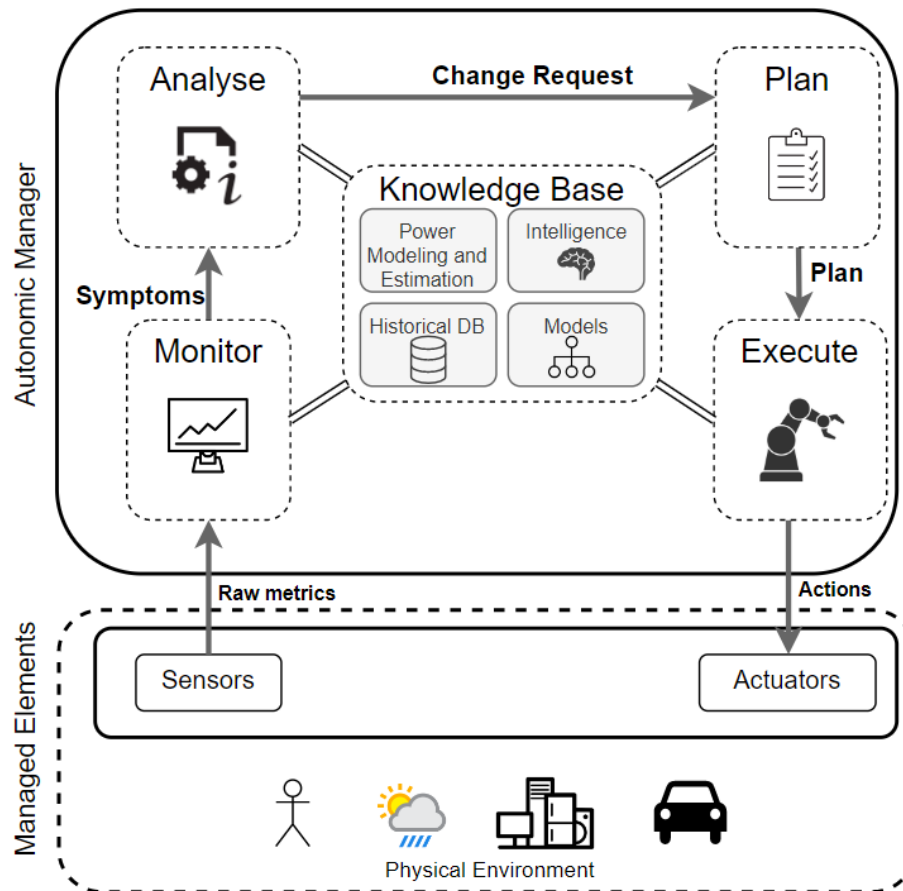 Analyse
Change Request
Plan
Knowledge Base
Power
Modeling and
Estimation
Intelligence
Historical DB
Models
Symptoms
Plan
Monitor
Execute
Autonomic Manager
Raw metrics
Actions
Managed Elements
Sensors
Actuators
Physical Environment